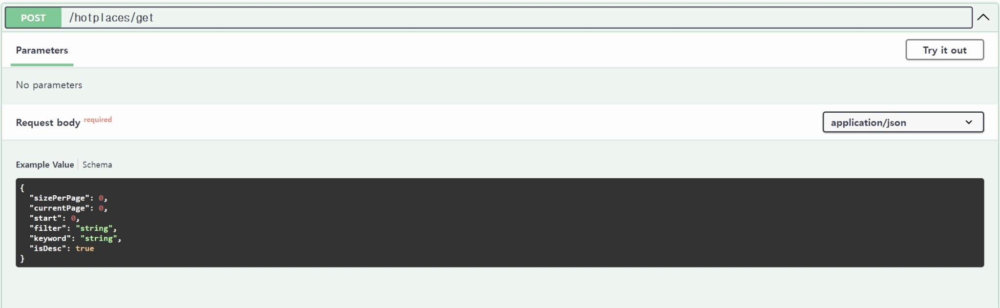 POST /hotplaces/get
Parameters
Try it out
No parameters
Request body required
application/json
Example Value Schema
{
  "sizePerPage": 0,
  "currentPage": 0,
  "start": 0,
  "filter": "string",
  "keyword": "string",
  "isDesc": true
}